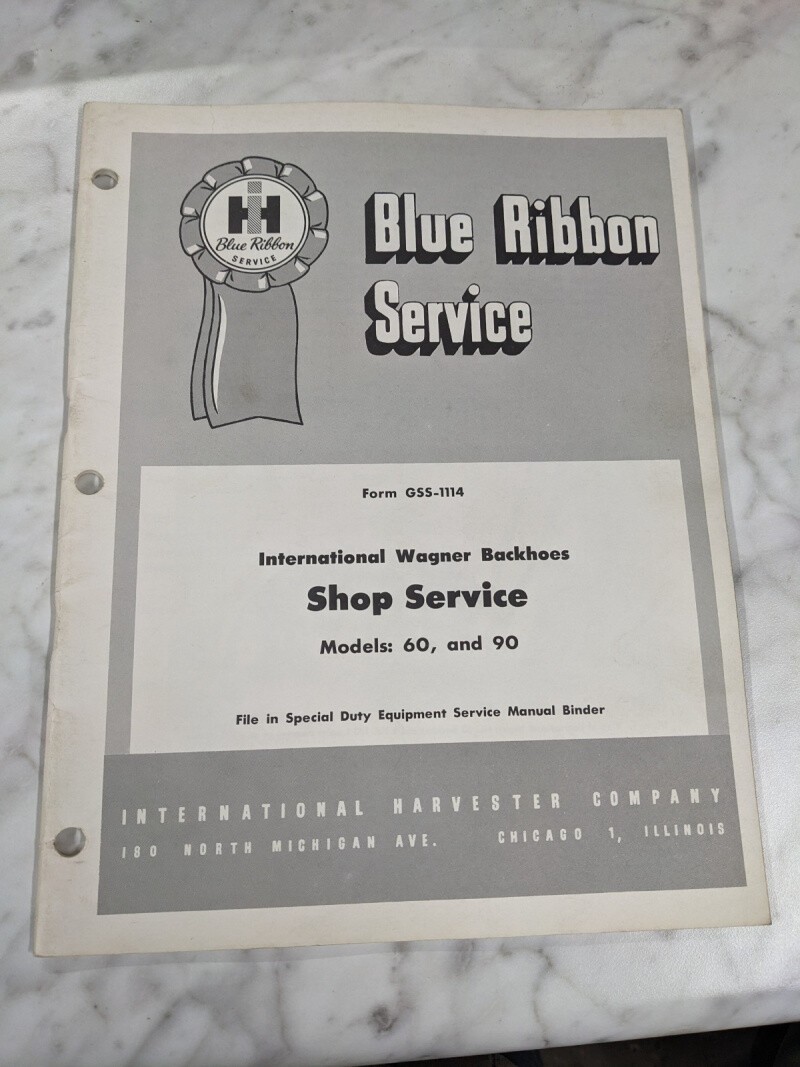 IH
Blue Ribbon
SERVICE
Blue Ribbon
Service
Form GSS-1114
International Wagner Backhoes
Shop Service
Models: 60, and 90
File in Special Duty Equipment Service Manual Binder
INTERNATIONAL HARVESTER COMPANY
180 NORTH MICHIGAN AVE. CHICAGO 1, ILLINOIS